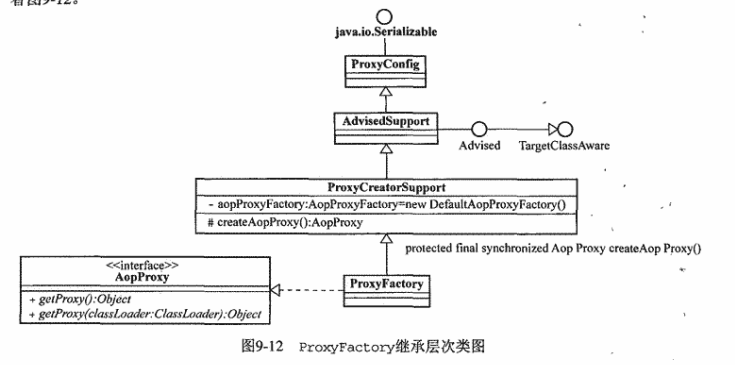 看图9-12。
java.io.Serializable
ProxyConfig
AdvisedSupport
Advised
TargetClassAware
ProxyCreatorSupport
- aopProxyFactory:AopProxyFactory=new DefaultAopProxyFactory()
# createAopProxy():AopProxy
protected final synchronized Aop Proxy createAop Proxy()
<<interface>>
AopProxy
+ getProxy():Object
+ getProxy(classLoader:ClassLoader):Object
ProxyFactory
图9-12 ProxyFactory继承层次类图